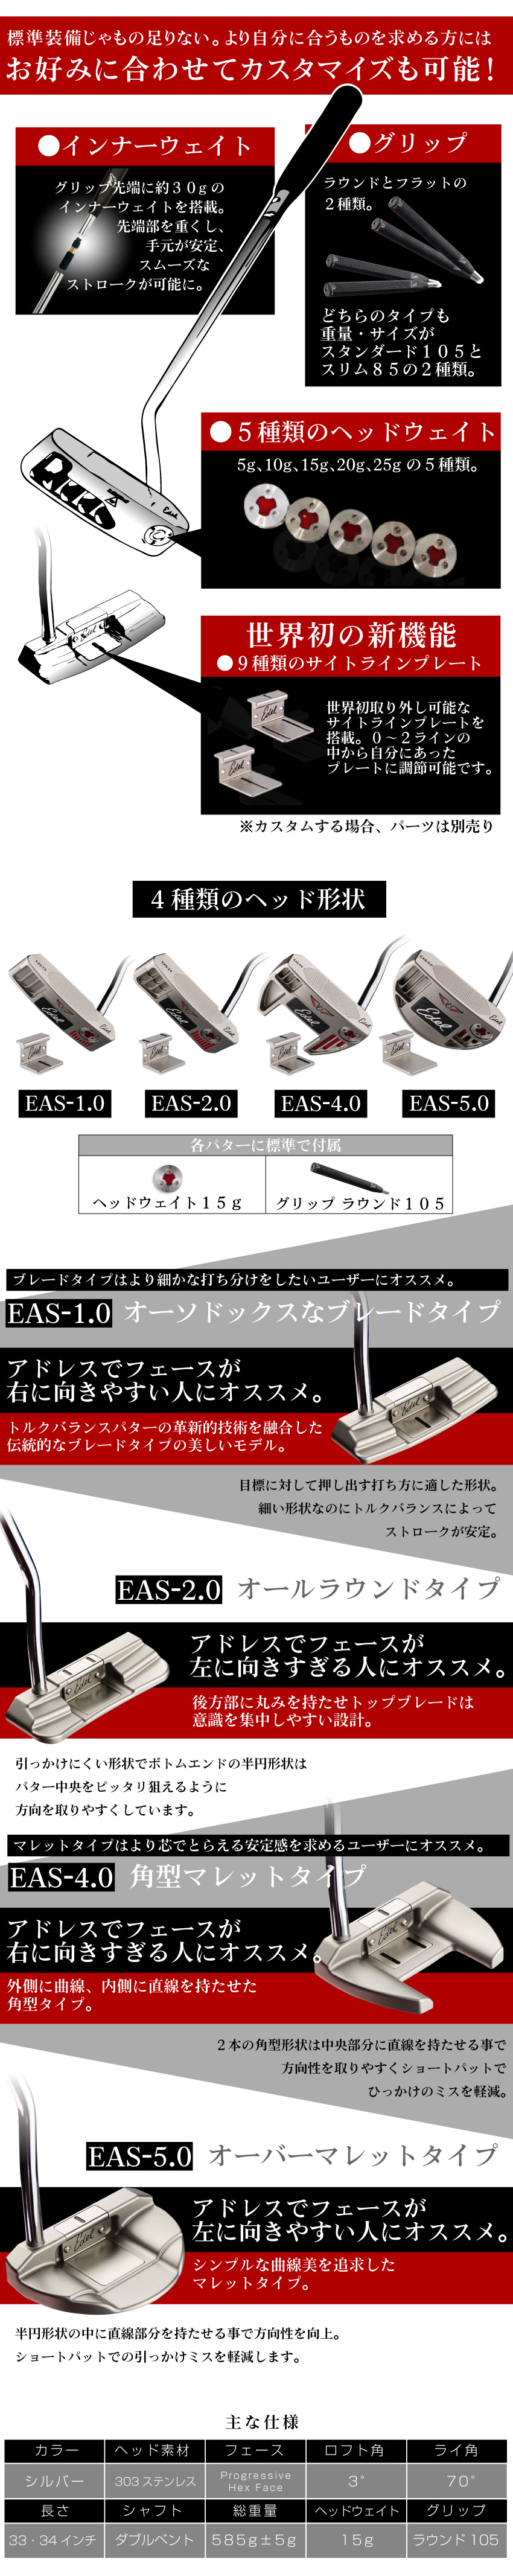 標準装備じゃもの足りない。より自分に合うものを求める方には
お好みに合わせてカスタマイズも可能！
●インナーウェイト
グリップ先端に約３０ｇの
インナーウェイトを搭載。
先端部を重くし、
手元が安定、
スムーズな
ストロークが可能に。
●グリップ
ラウンドとフラットの
２種類。
どちらのタイプも
重量・サイズが
スタンダード１０５と
スリム８５の２種類。
●５種類のヘッドウェイト
5g、10g、15g、20g、25g の５種類。
Edel
世界初の新機能
●９種類のサイトラインプレート
Edel
Edel
Edel
世界初取り外し可能な
サイトラインプレートを
搭載。０～２ラインの
中から自分にあった
プレートに調節可能です。
※カスタムする場合、パーツは別売り
４種類のヘッド形状
Edel
Edel
Edel
Edel
Edel
Edel
Edel
Edel
EAS-1.0
EAS-2.0
EAS-4.0
EAS-5.0
各パターに標準で付属
ヘッドウェイト１５ｇ
グリップ ラウンド１０５
ブレードタイプはより細かな打ち分けをしたいユーザーにオススメ。
EAS-1.0 オーソドックスなブレードタイプ
アドレスでフェースが
右に向きやすい人にオススメ。
トルクバランスパターの革新的技術を融合した
伝統的なブレードタイプの美しいモデル。
Edel
目標に対して押し出す打ち方に適した形状。
細い形状なのにトルクバランスによって
ストロークが安定。
EAS-2.0 オールラウンドタイプ
アドレスでフェースが
左に向きすぎる人にオススメ。
後方部に丸みを持たせトップブレードは
意識を集中しやすい設計。
Edel
引っかけにくい形状でボトムエンドの半円形状は
パター中央をピッタリ狙えるように
方向を取りやすくしています。
マレットタイプはより芯でとらえる安定感を求めるユーザーにオススメ。
EAS-4.0 角型マレットタイプ
アドレスでフェースが
右に向きすぎる人にオススメ。
外側に曲線、内側に直線を持たせた
角型タイプ。
Edel
２本の角型形状は中央部分に直線を持たせる事で
方向性を取りやすくショートパットで
ひっかけのミスを軽減。
EAS-5.0 オーバーマレットタイプ
アドレスでフェースが
左に向きやすい人にオススメ。
シンプルな曲線美を追求した
マレットタイプ。
Edel
半円形状の中に直線部分を持たせる事で方向性を向上。
ショートパットでの引っかけミスを軽減します。
主な仕様
カラー ヘッド素材 フェース ロフト角 ライ角
シルバー 303 ステンレス Progressive Hex Face 3° 70°
長さ シャフト 総重量 ヘッドウェイト グリップ
33・34 インチ ダブルベント 585g±5g 15g ラウンド 105